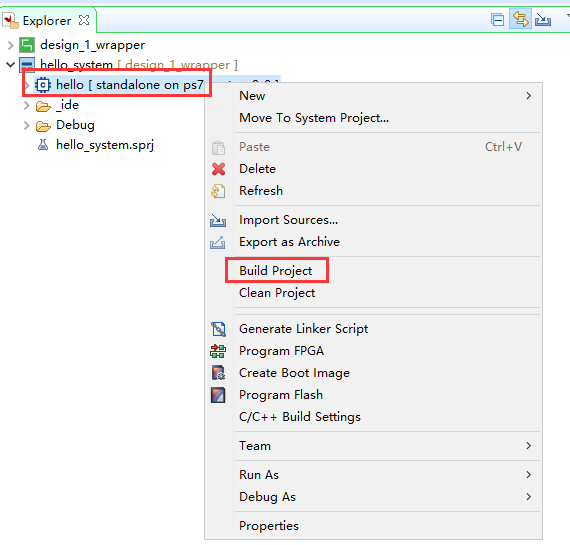 Explorer
design_1_wrapper
hello_system [ design_1_wrapper ]
hello [ standalone on ps7
_ide
Debug
hello_system.sprj
New
Move To System Project...
Paste Ctrl+V
Delete
Refresh
Import Sources...
Export as Archive
Build Project
Clean Project
Generate Linker Script
Program FPGA
Create Boot Image
Program Flash
C/C++ Build Settings
Team
Run As
Debug As
Properties